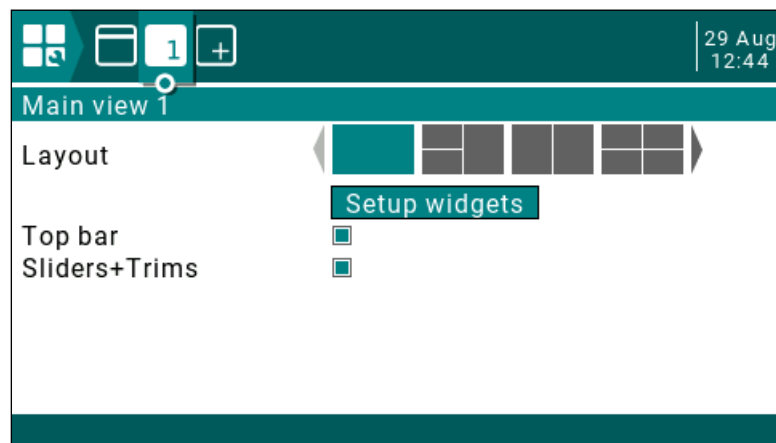 1
29 Aug
12:44
Main view 1
Layout
Setup widgets
Top bar
Sliders+Trims